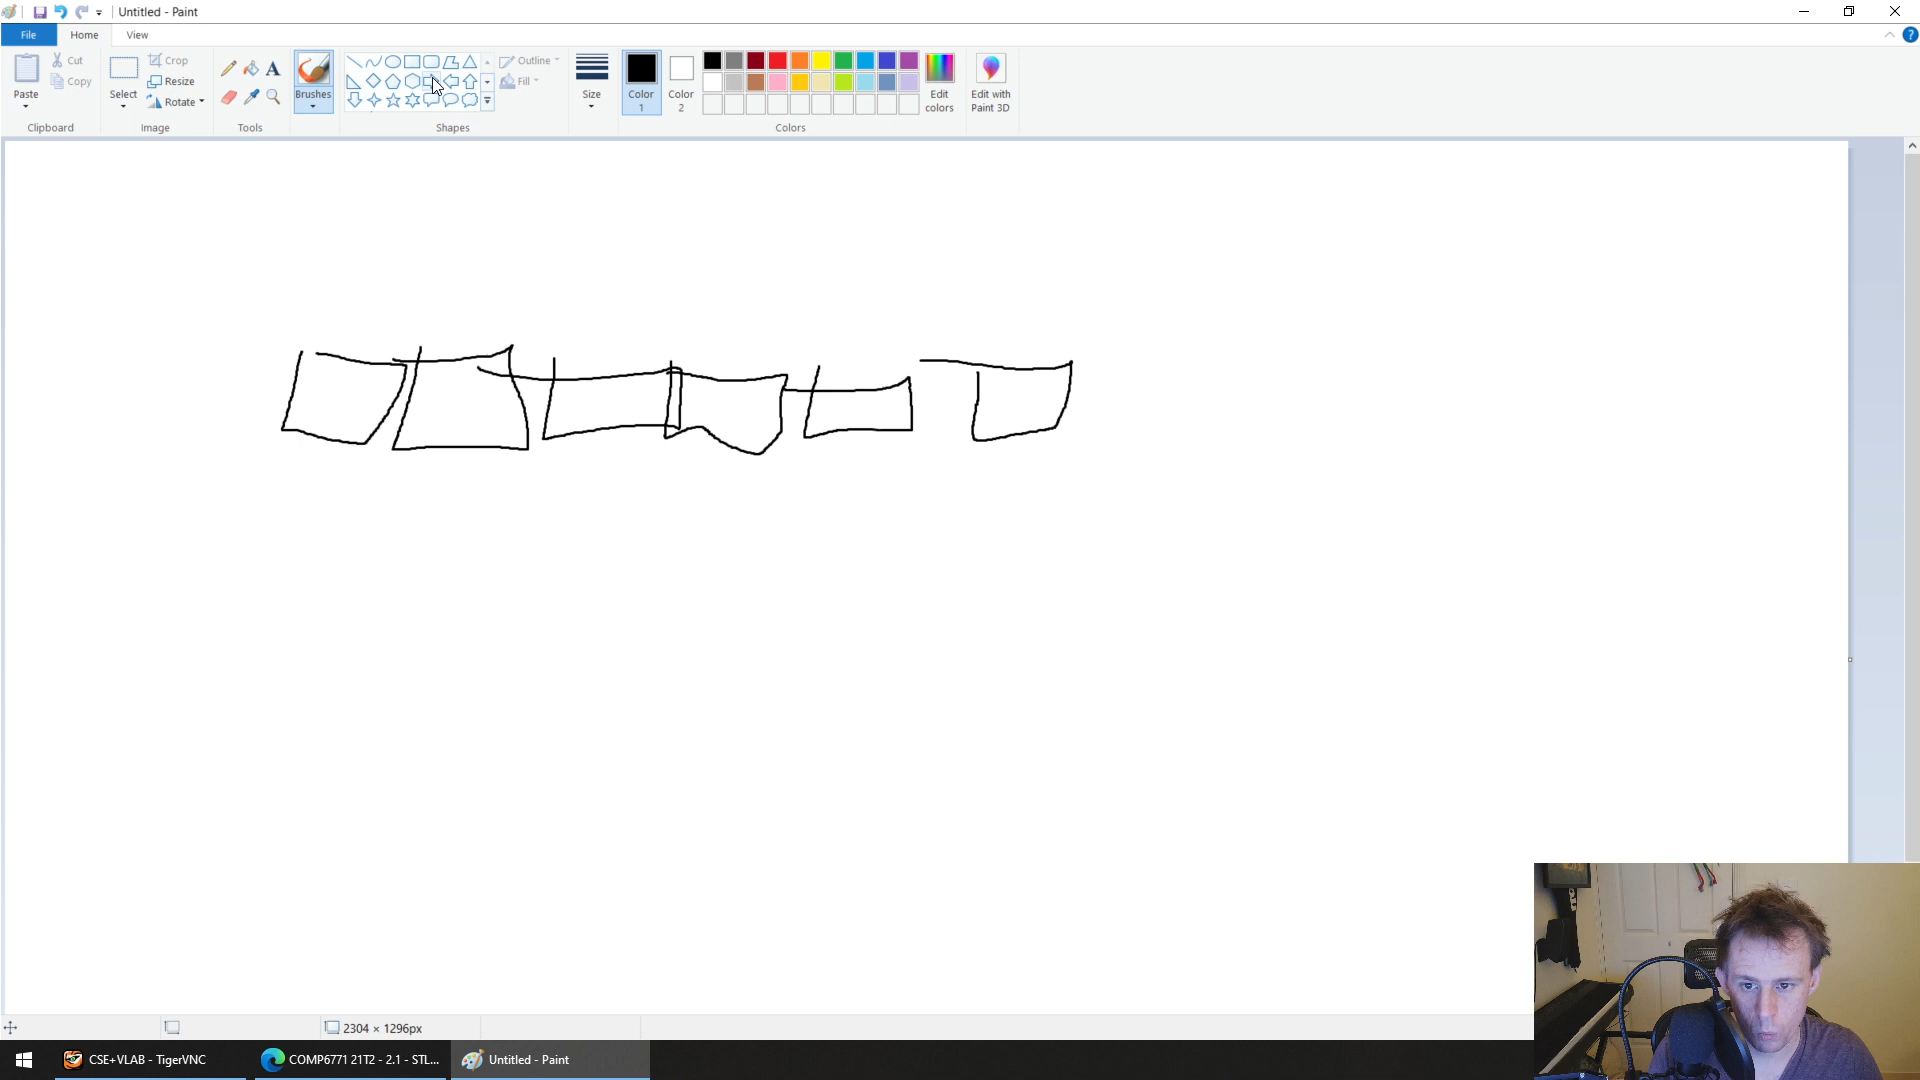 Untitled - Paint
File Home View
Paste
Cut
Copy
Clipboard
Select
Crop
Resize
Rotate
Image
A
Tools
Brushes
Shapes
Outline
Fill
Size
Color 1
Color 2
Edit colors
Edit with Paint 3D
Colors
2304 × 1296px
CSE+VLAB - TigerVNC
COMP6771 21T2 - 2.1 - STL...
Untitled - Paint